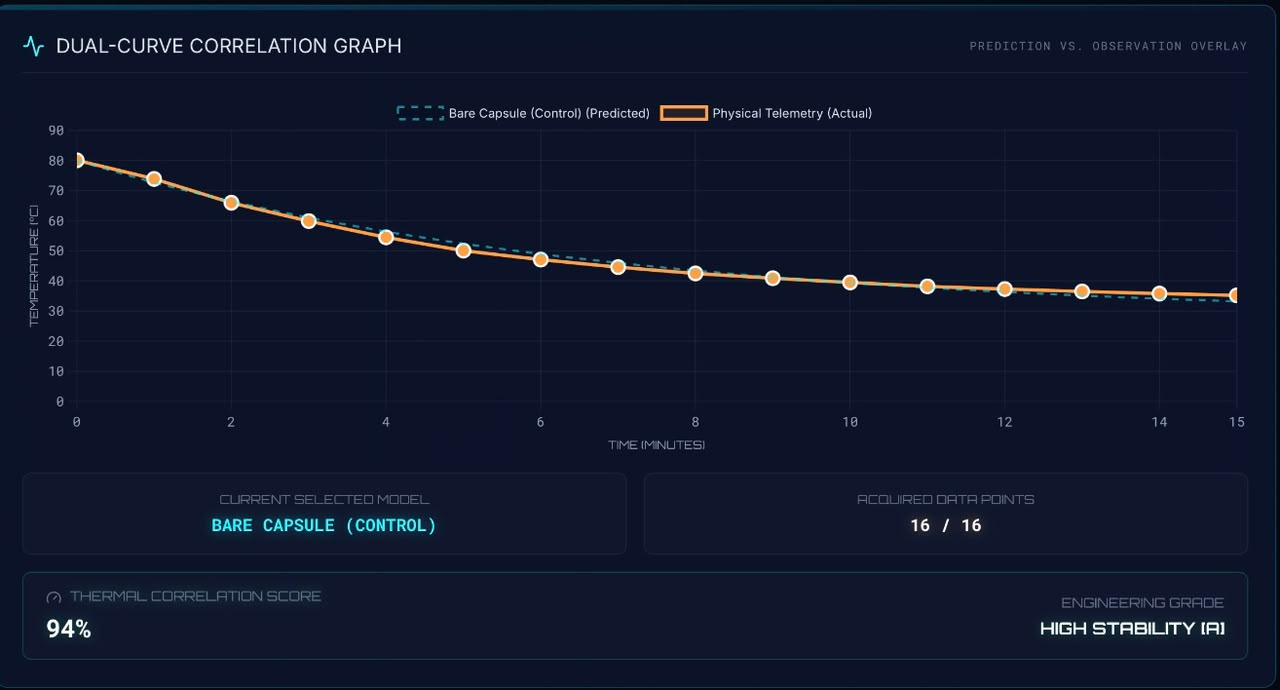 DUAL-CURVE CORRELATION GRAPH
PREDICTION VS. OBSERVATION OVERLAY
Bare Capsule (Control) (Predicted) Physical Telemetry (Actual)
TEMPERATURE (°C)
90
80
70
60
50
40
30
20
10
0
0 2 4 6 8 10 12 14 15
TIME (MINUTES)
CURRENT SELECTED MODEL
BARE CAPSULE (CONTROL)
ACQUIRED DATA POINTS
16 / 16
THERMAL CORRELATION SCORE
94%
ENGINEERING GRADE
HIGH STABILITY (A)